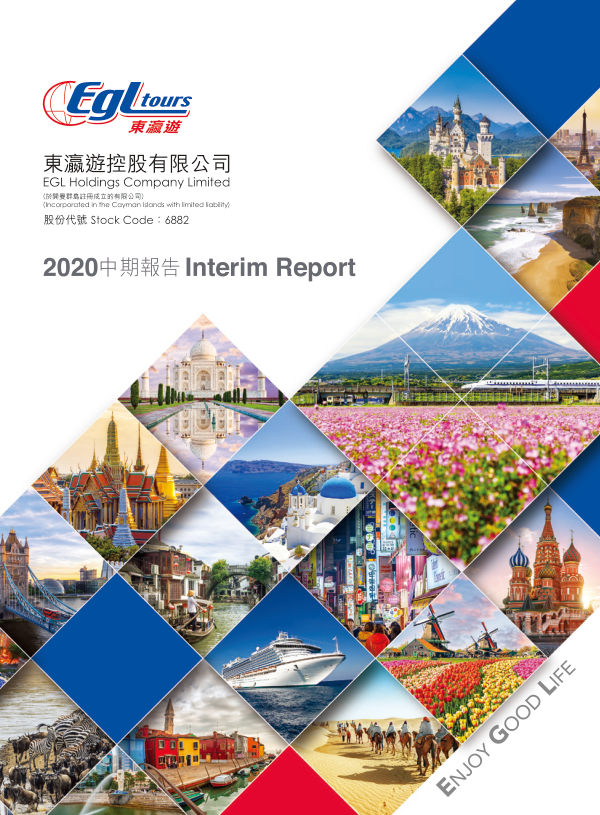 EGL tours
東瀛遊
東瀛遊控股有限公司
EGL Holdings Company Limited
(於開曼群島註冊成立的有限公司)
(Incorporated in the Cayman Islands with limited liability)
股份代號 Stock Code：6882
2020中期報告 Interim Report
ENJOY GOOD LIFE